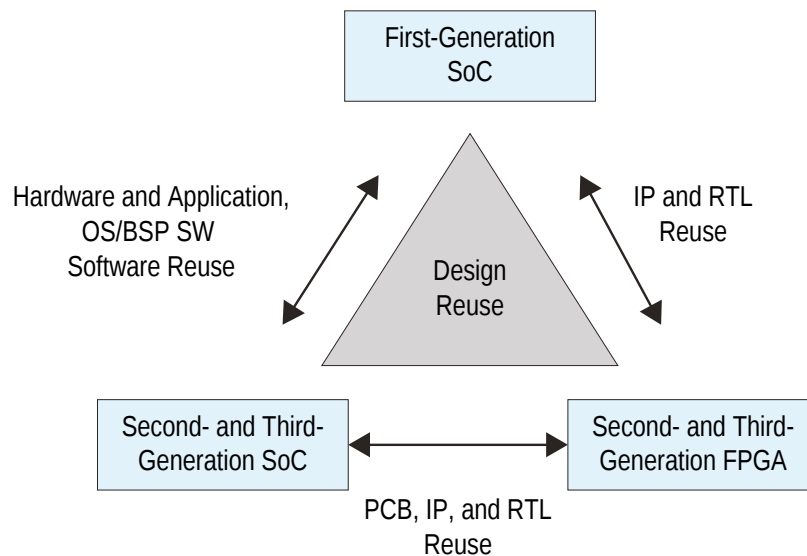 First-Generation
SoC
Hardware and Application,
OS/BSP SW
Software Reuse
IP and RTL
Reuse
Design
Reuse
Second- and Third-
Generation SoC
Second- and Third-
Generation FPGA
PCB, IP, and RTL
Reuse